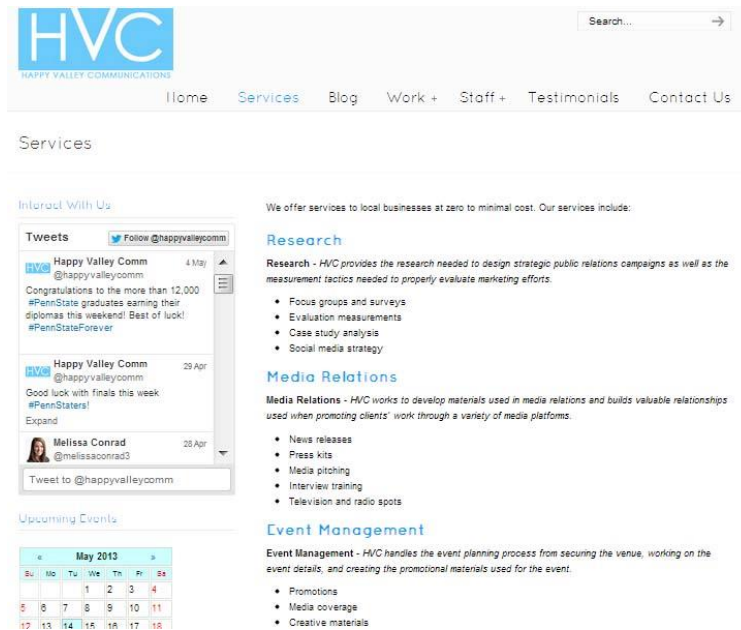 HVC
HAPPY VALLEY COMMUNICATIONS
Search...
Home Services Blog Work + Staff + Testimonials Contact Us
Services
Interact With Us
Tweets
Follow @happyvalleycomm
Happy Valley Comm 4 May
@happyvalleycomm
Congratulations to the more than 12,000
#PennState graduates earning their
diplomas this weekend! Best of luck!
#PennStateForever
HVC
Happy Valley Comm 29 Apr
@happyvalleycomm
HVC
Good luck with finals this week
#PennStaters!
Expand
Melissa Conrad 28 Apr
@melissaconrad3
Tweet to @happyvalleycomm
Upcoming Events
« May 2013 »
Su Mo Tu We Th Fr Sa
1 2 3 4
5 6 7 8 9 10 11
12 13 14 15 16 17 18
We offer services to local businesses at zero to minimal cost. Our services include:
Research
Research - HVC provides the research needed to design strategic public relations campaigns as well as the
measurement tactics needed to properly evaluate marketing efforts.
• Focus groups and surveys
• Evaluation measurements
• Case study analysis
• Social media strategy
Media Relations
Media Relations - HVC works to develop materials used in media relations and builds valuable relationships
used when promoting clients' work through a variety of media platforms.
• News releases
• Press kits
• Media pitching
• Interview training
• Television and radio spots
Event Management
Event Management - HVC handles the event planning process from securing the venue, working on the
event details, and creating the promotional materials used for the event.
• Promotions
• Media coverage
• Creative materials